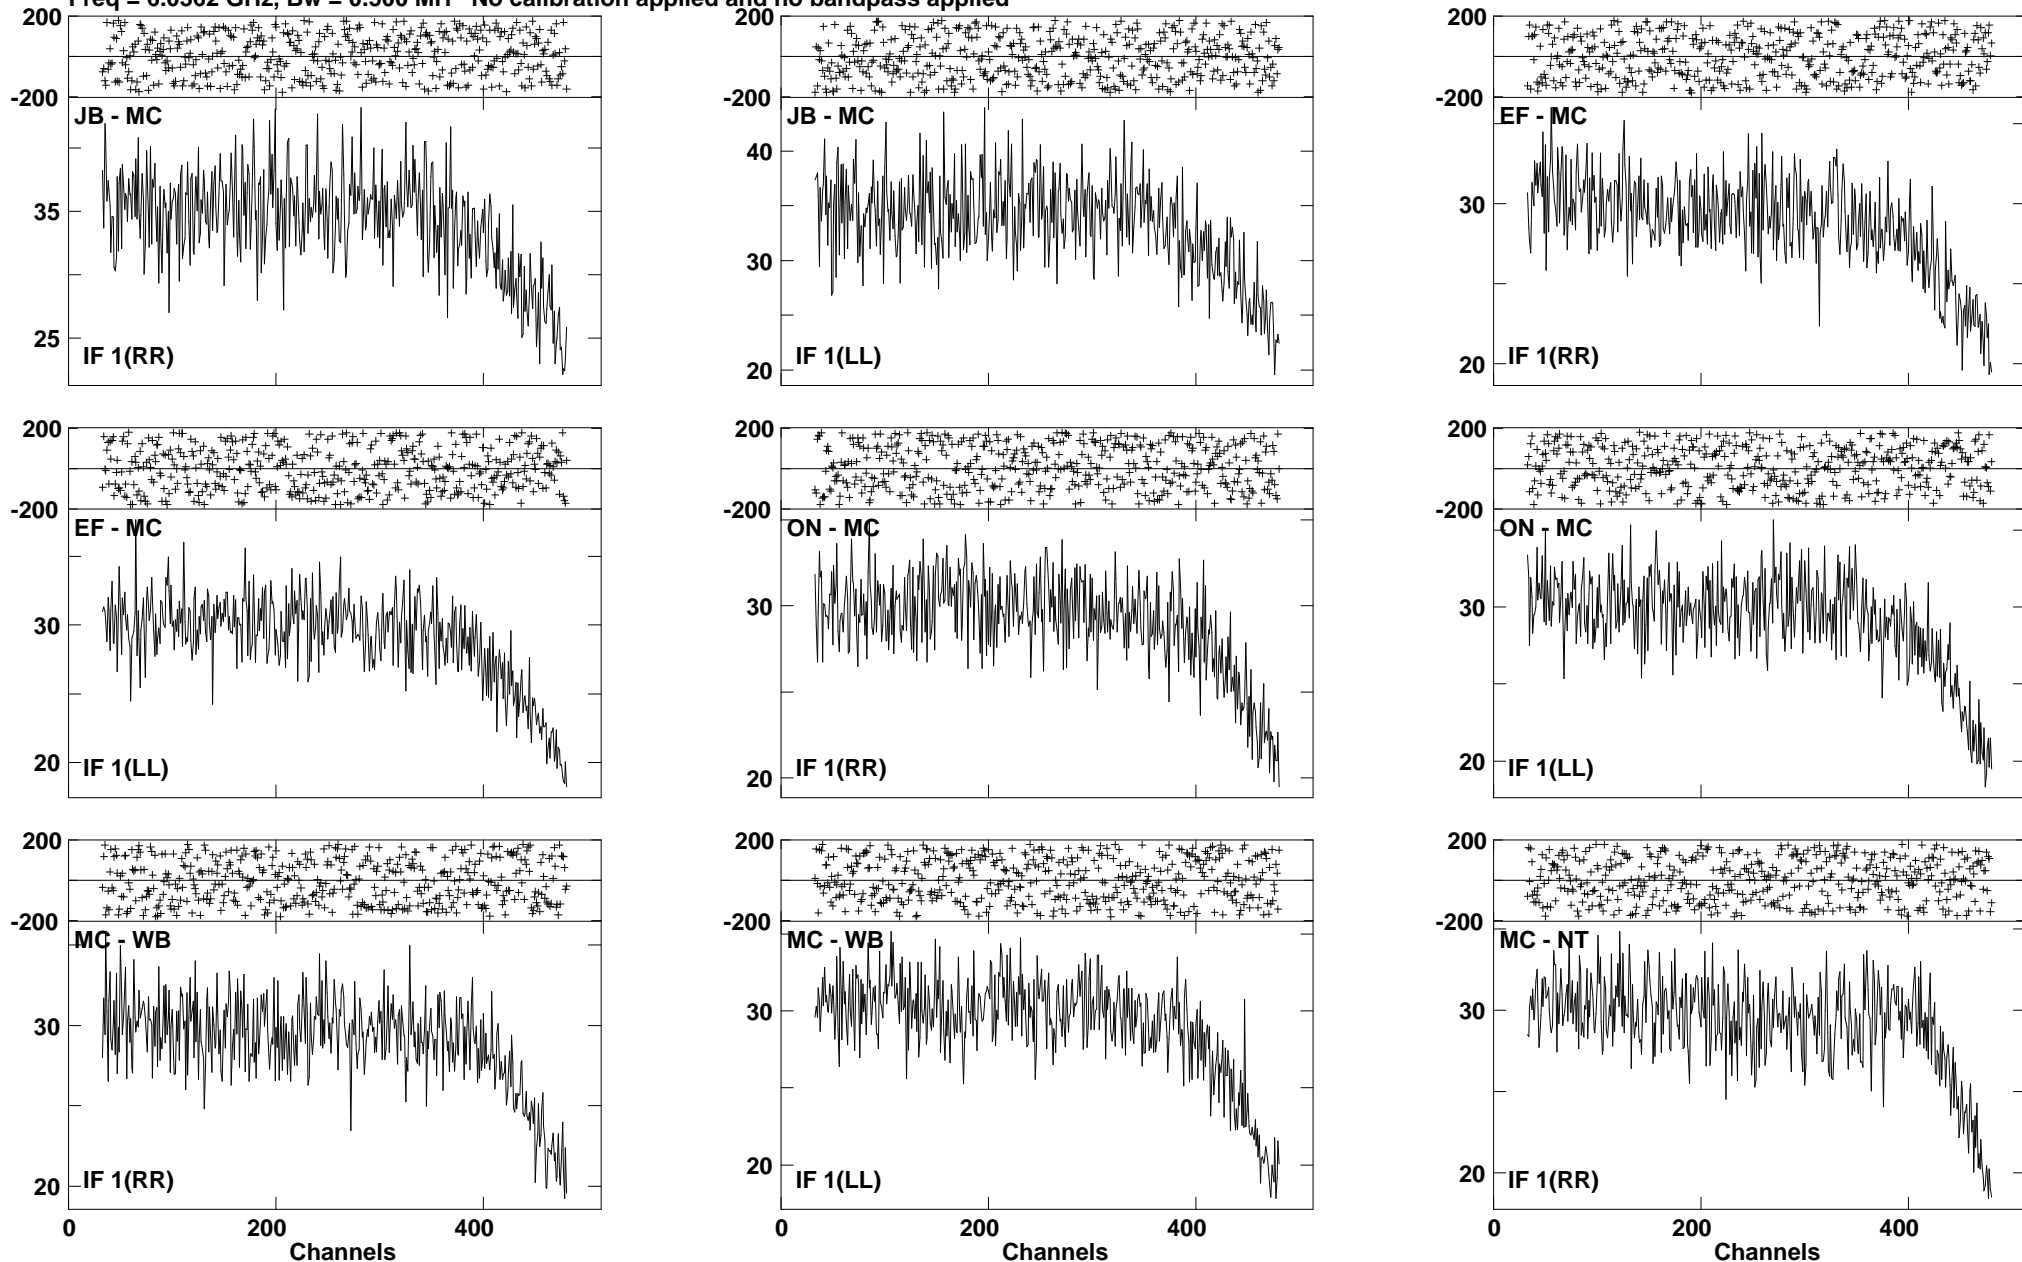 No calibration applied and no bandpass applied
200 200 200
-200 -200 -200
JB - MC JB - MC EF - MC
40
35 30
30
25
20 20
IF 1(RR) IF 1(LL) IF 1(RR)
200 200 200
-200 -200 -200
EF - MC ON - MC ON - MC
30 30 30
20 20 20
IF 1(LL) IF 1(RR) IF 1(LL)
200 200 200
-200 -200 -200
MC - WB MC - WB MC - NT
30 30 30
20 20 20
IF 1(RR) IF 1(LL) IF 1(RR)
0 200 400 0 200 400 0 200 400
Channels Channels Channels